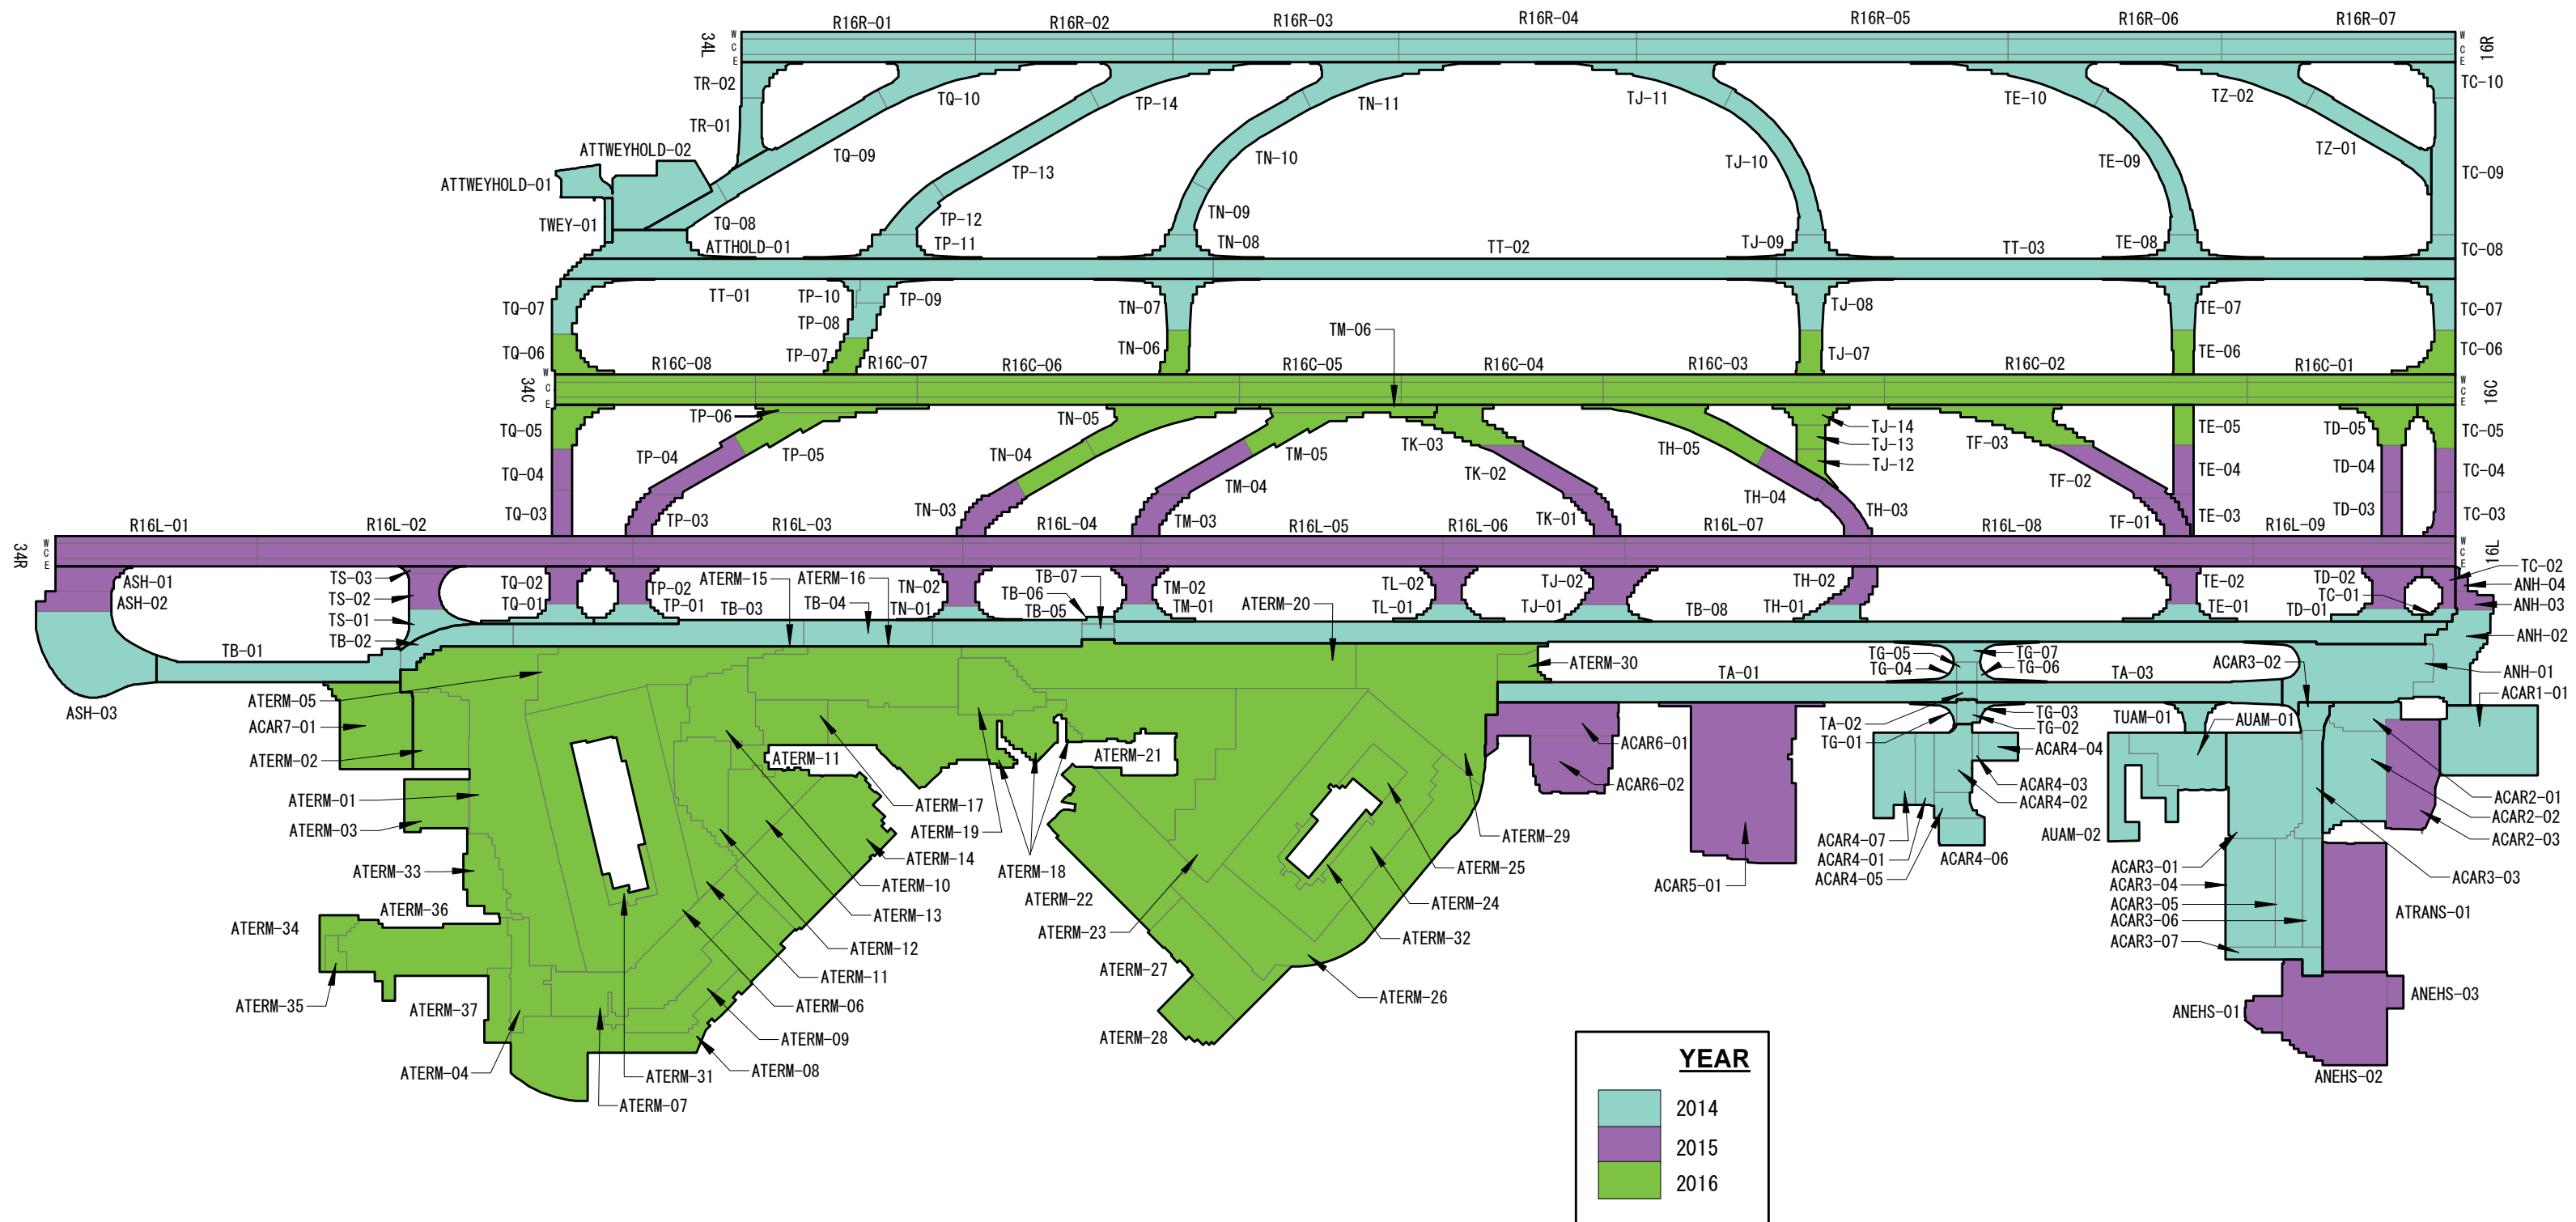 R16R-01
R16R-02
R16R-03
R16R-04
R16R-05
R16R-06
R16R-07
34L
W
C
E
W
C
E
16R
TR-02
TQ-10
TP-14
TN-11
TJ-11
TE-10
TZ-02
TC-10
TR-01
ATTWEYHOLD-02
TQ-09
TP-13
TN-10
TJ-10
TE-09
TZ-01
TC-09
ATTWEYHOLD-01
TWEY-01
TQ-08
TP-12
TN-09
ATTHOLD-01
TP-11
TN-08
TT-02
TJ-09
TT-03
TE-08
TC-08
TQ-07
TT-01
TP-10
TP-09
TN-07
TJ-08
TE-07
TC-07
TP-08
TM-06
TQ-06
TP-07
TN-06
TJ-07
TE-06
TC-06
R16C-08
R16C-07
R16C-06
R16C-05
R16C-04
R16C-03
R16C-02
R16C-01
34C
W
C
E
W
C
E
16C
TP-06
TN-05
TQ-05
TP-05
TP-04
TN-04
TM-05
TK-03
TH-05
TJ-14
TJ-13
TJ-12
TF-03
TE-05
TD-05
TC-05
TQ-04
TM-04
TK-02
TH-04
TF-02
TE-04
TD-04
TC-04
TQ-03
TP-03
TN-03
TM-03
TK-01
TH-03
TF-01
TE-03
TD-03
TC-03
R16L-01
R16L-02
R16L-03
R16L-04
R16L-05
R16L-06
R16L-07
R16L-08
R16L-09
34R
W
C
E
W
C
E
16L
ASH-01
ASH-02
TS-03
TS-02
TS-01
TB-02
TQ-02
TQ-01
TP-02
TP-01
ATERM-15
ATERM-16
TB-03
TB-04
TN-02
TN-01
TB-07
TB-06
TB-05
TM-02
TM-01
ATERM-20
TL-02
TL-01
TJ-02
TJ-01
TB-08
TH-02
TH-01
TE-02
TE-01
TD-02
TC-01
TD-01
TC-02
ANH-04
ANH-03
ANH-02
TB-01
ATERM-30
TA-01
TG-05
TG-04
TG-07
TG-06
TA-03
ACAR3-02
ANH-01
ACAR1-01
ASH-03
ATERM-05
ACAR7-01
ATERM-02
TA-02
TG-01
TG-03
TG-02
TUAM-01
AUAM-01
ATERM-11
ATERM-21
ACAR6-01
ACAR6-02
ACAR4-04
ACAR4-03
ACAR4-02
ATERM-01
ATERM-03
ATERM-17
ATERM-19
ATERM-29
ACAR2-01
ACAR2-02
ACAR2-03
ACAR4-07
ACAR4-01
ACAR4-05
ACAR4-06
AUAM-02
ATERM-33
ATERM-14
ATERM-10
ATERM-13
ATERM-12
ATERM-11
ATERM-06
ATERM-09
ATERM-08
ATERM-18
ATERM-22
ATERM-25
ATERM-24
ATERM-32
ACAR5-01
ACAR3-01
ACAR3-04
ACAR3-05
ACAR3-06
ACAR3-07
ACAR3-03
ATRANS-01
ATERM-36
ATERM-34
ATERM-23
ATERM-27
ATERM-26
ATERM-28
ATERM-35
ATERM-37
ANEHS-01
ANEHS-03
ANEHS-02
ATERM-04
ATERM-31
ATERM-07
YEAR
2014
2015
2016